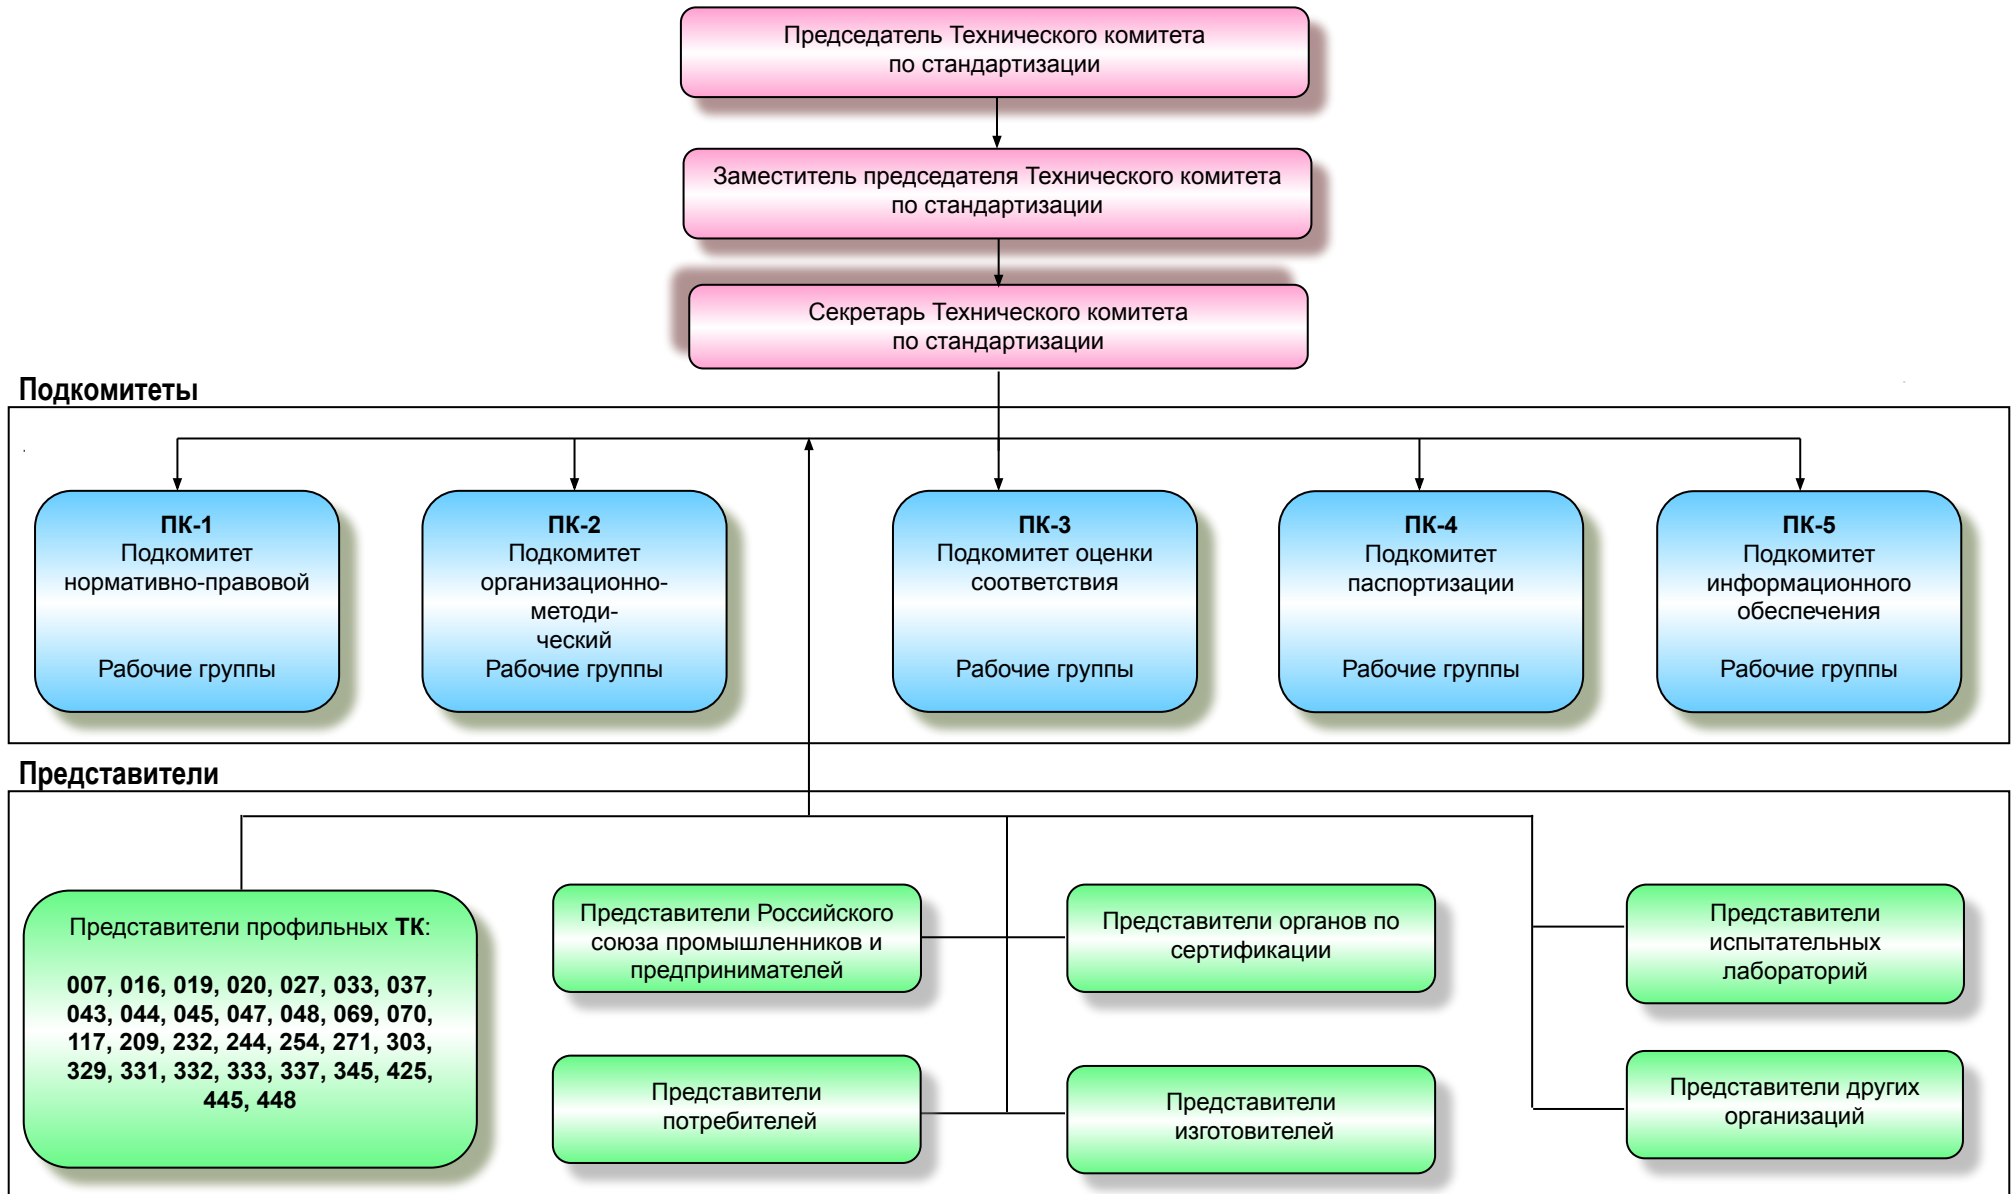 Председатель Технического комитета
по стандартизации
Заместитель председателя Технического комитета
по стандартизации
Секретарь Технического комитета
по стандартизации
Подкомитеты
ПК-1
Подкомитет
нормативно-правовой
Рабочие группы
ПК-2
Подкомитет
организационно-
методи-
ческий
Рабочие группы
ПК-3
Подкомитет оценки
соответствия
Рабочие группы
ПК-4
Подкомитет
паспортизации
Рабочие группы
ПК-5
Подкомитет
информационного
обеспечения
Рабочие группы
Представители
Представители профильных ТК:
007, 016, 019, 020, 027, 033, 037,
043, 044, 045, 047, 048, 069, 070,
117, 209, 232, 244, 254, 271, 303,
329, 331, 332, 333, 337, 345, 425,
445, 448
Представители Российского
союза промышленников и
предпринимателей
Представители органов по
сертификации
Представители
испытательных
лабораторий
Представители
потребителей
Представители
изготовителей
Представители других
организаций